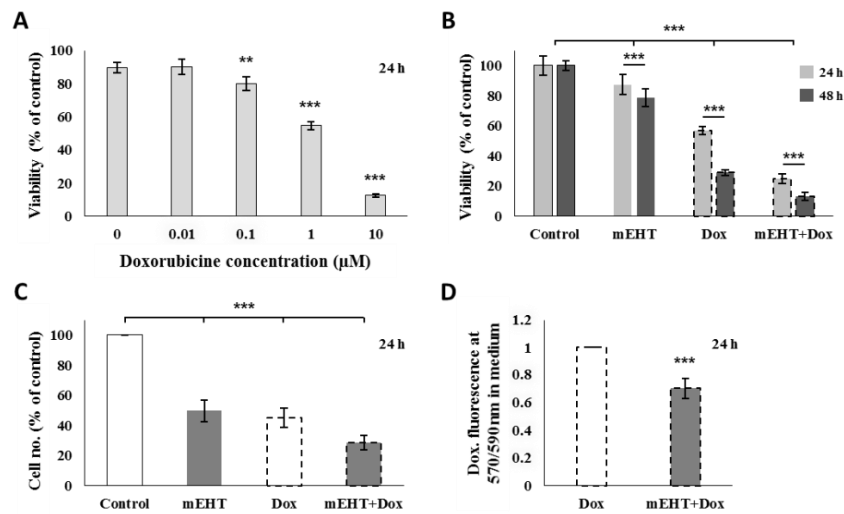 A
Viability (% of control)
100
80
60
40
20
0
24 h
**
***
***
0 0.01 0.1 1 10
Doxorubicine concentration (µM)
B
Viability (% of control)
100
80
60
40
20
0
***
***
***
***
24 h
48 h
Control mEHT Dox mEHT+Dox
C
Cell no. (% of control)
100
80
60
40
20
0
***
24 h
Control mEHT Dox mEHT+Dox
D
Dox. fluorescence at
570/590nm in medium
1.2
1
0.8
0.6
0.4
0.2
0
24 h
***
Dox mEHT+Dox